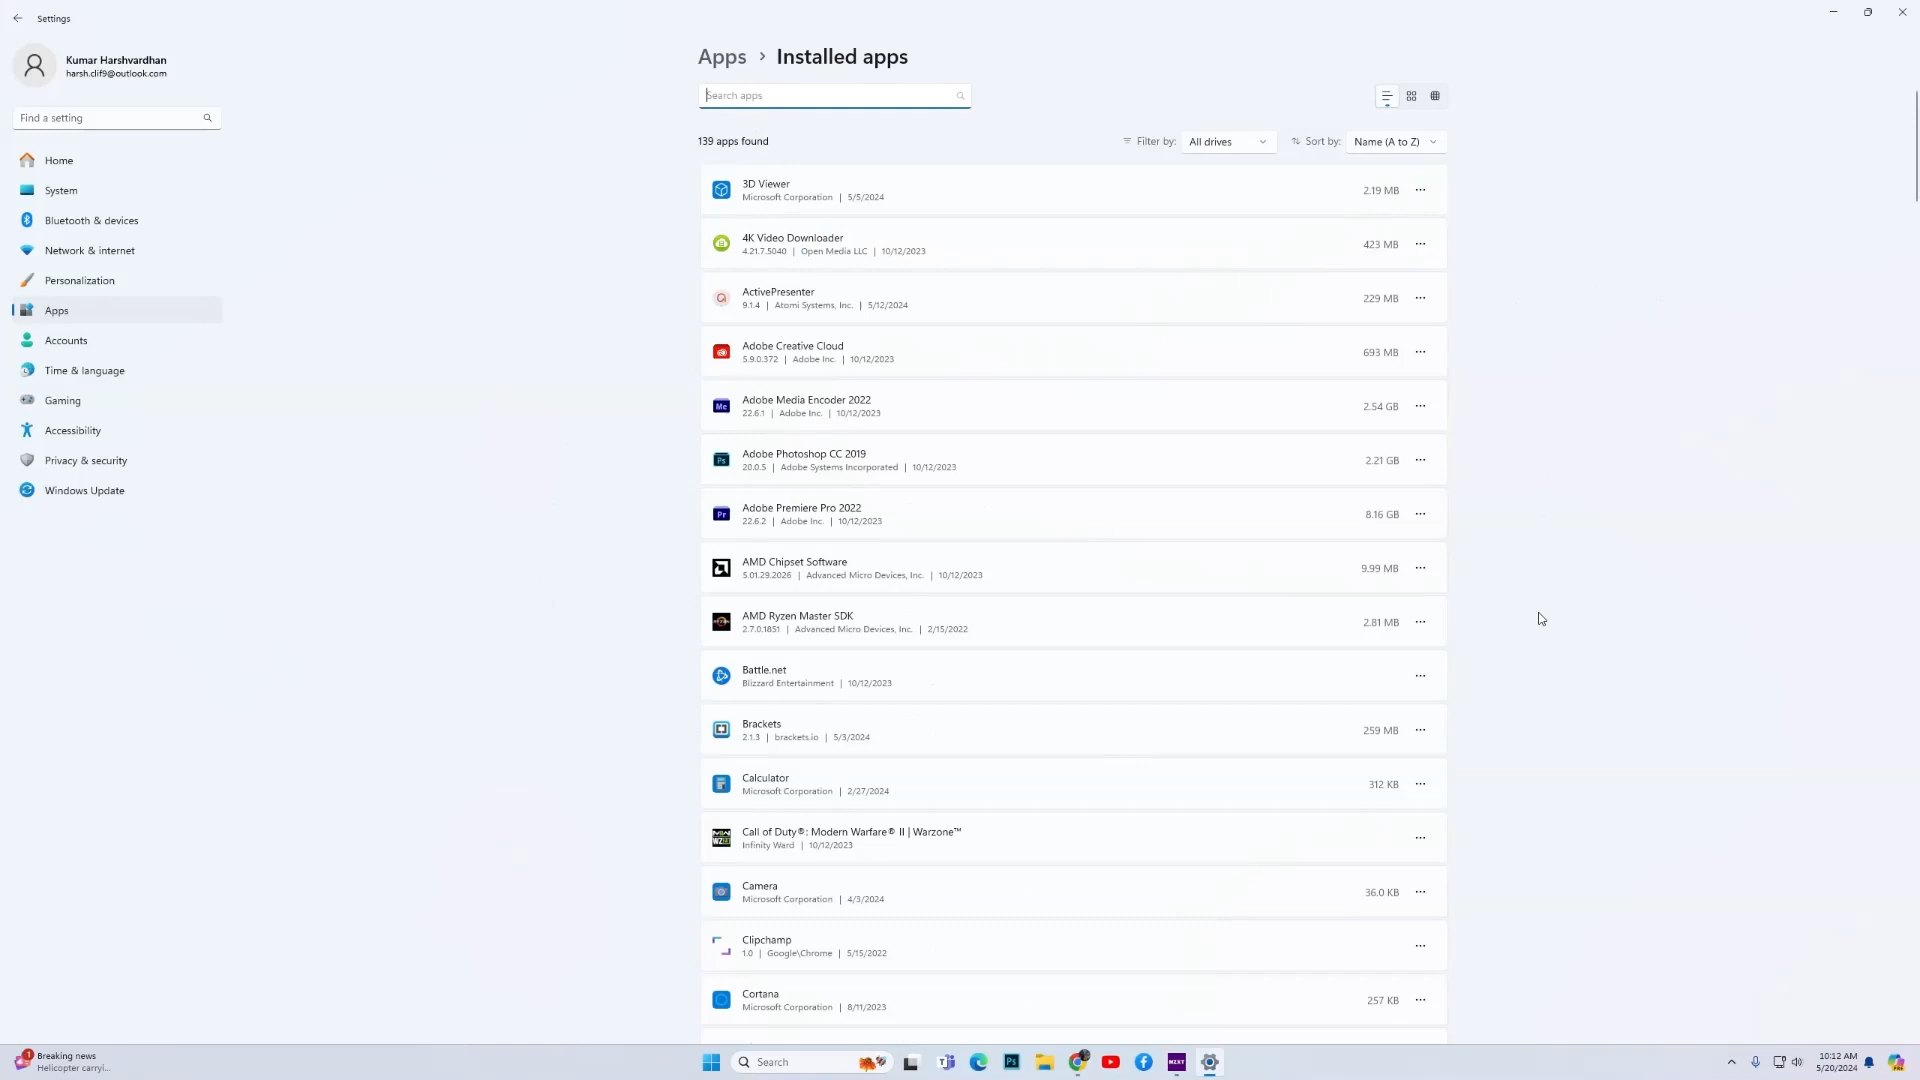 Settings
Kumar Harshvardhan
harsh.clif9@outlook.com
Find a setting
Home
System
Bluetooth & devices
Network & internet
Personalization
Apps
Accounts
Time & language
Gaming
Accessibility
Privacy & security
Windows Update
Apps > Installed apps
Search apps
139 apps found
Filter by: All drives
Sort by: Name (A to Z)
3D Viewer
Microsoft Corporation | 5/5/2024
2.19 MB
4K Video Downloader
4.21.7.5040 | Open Media LLC | 10/12/2023
423 MB
ActivePresenter
9.1.4 | Atomi Systems, Inc. | 5/12/2024
229 MB
Adobe Creative Cloud
5.9.0.372 | Adobe Inc. | 10/12/2023
693 MB
Me
Adobe Media Encoder 2022
22.6.1 | Adobe Inc. | 10/12/2023
2.54 GB
Ps
Adobe Photoshop CC 2019
20.0.5 | Adobe Systems Incorporated | 10/12/2023
2.21 GB
Pr
Adobe Premiere Pro 2022
22.6.2 | Adobe Inc. | 10/12/2023
8.16 GB
AMD Chipset Software
5.01.29.2026 | Advanced Micro Devices, Inc. | 10/12/2023
9.99 MB
AMD Ryzen Master SDK
2.7.0.1851 | Advanced Micro Devices, Inc. | 2/15/2022
2.81 MB
Battle.net
Blizzard Entertainment | 10/12/2023
Brackets
2.1.3 | brackets.io | 5/3/2024
259 MB
Calculator
Microsoft Corporation | 2/27/2024
312 KB
Call of Duty®: Modern Warfare® II | Warzone™
Infinity Ward | 10/12/2023
Camera
Microsoft Corporation | 4/3/2024
36.0 KB
Clipchamp
1.0 | Google\Chrome | 5/15/2022
Cortana
Microsoft Corporation | 8/11/2023
257 KB
1
Breaking news
Helicopter carryi...
Search
Ps
NZXT
10:12 AM
5/20/2024